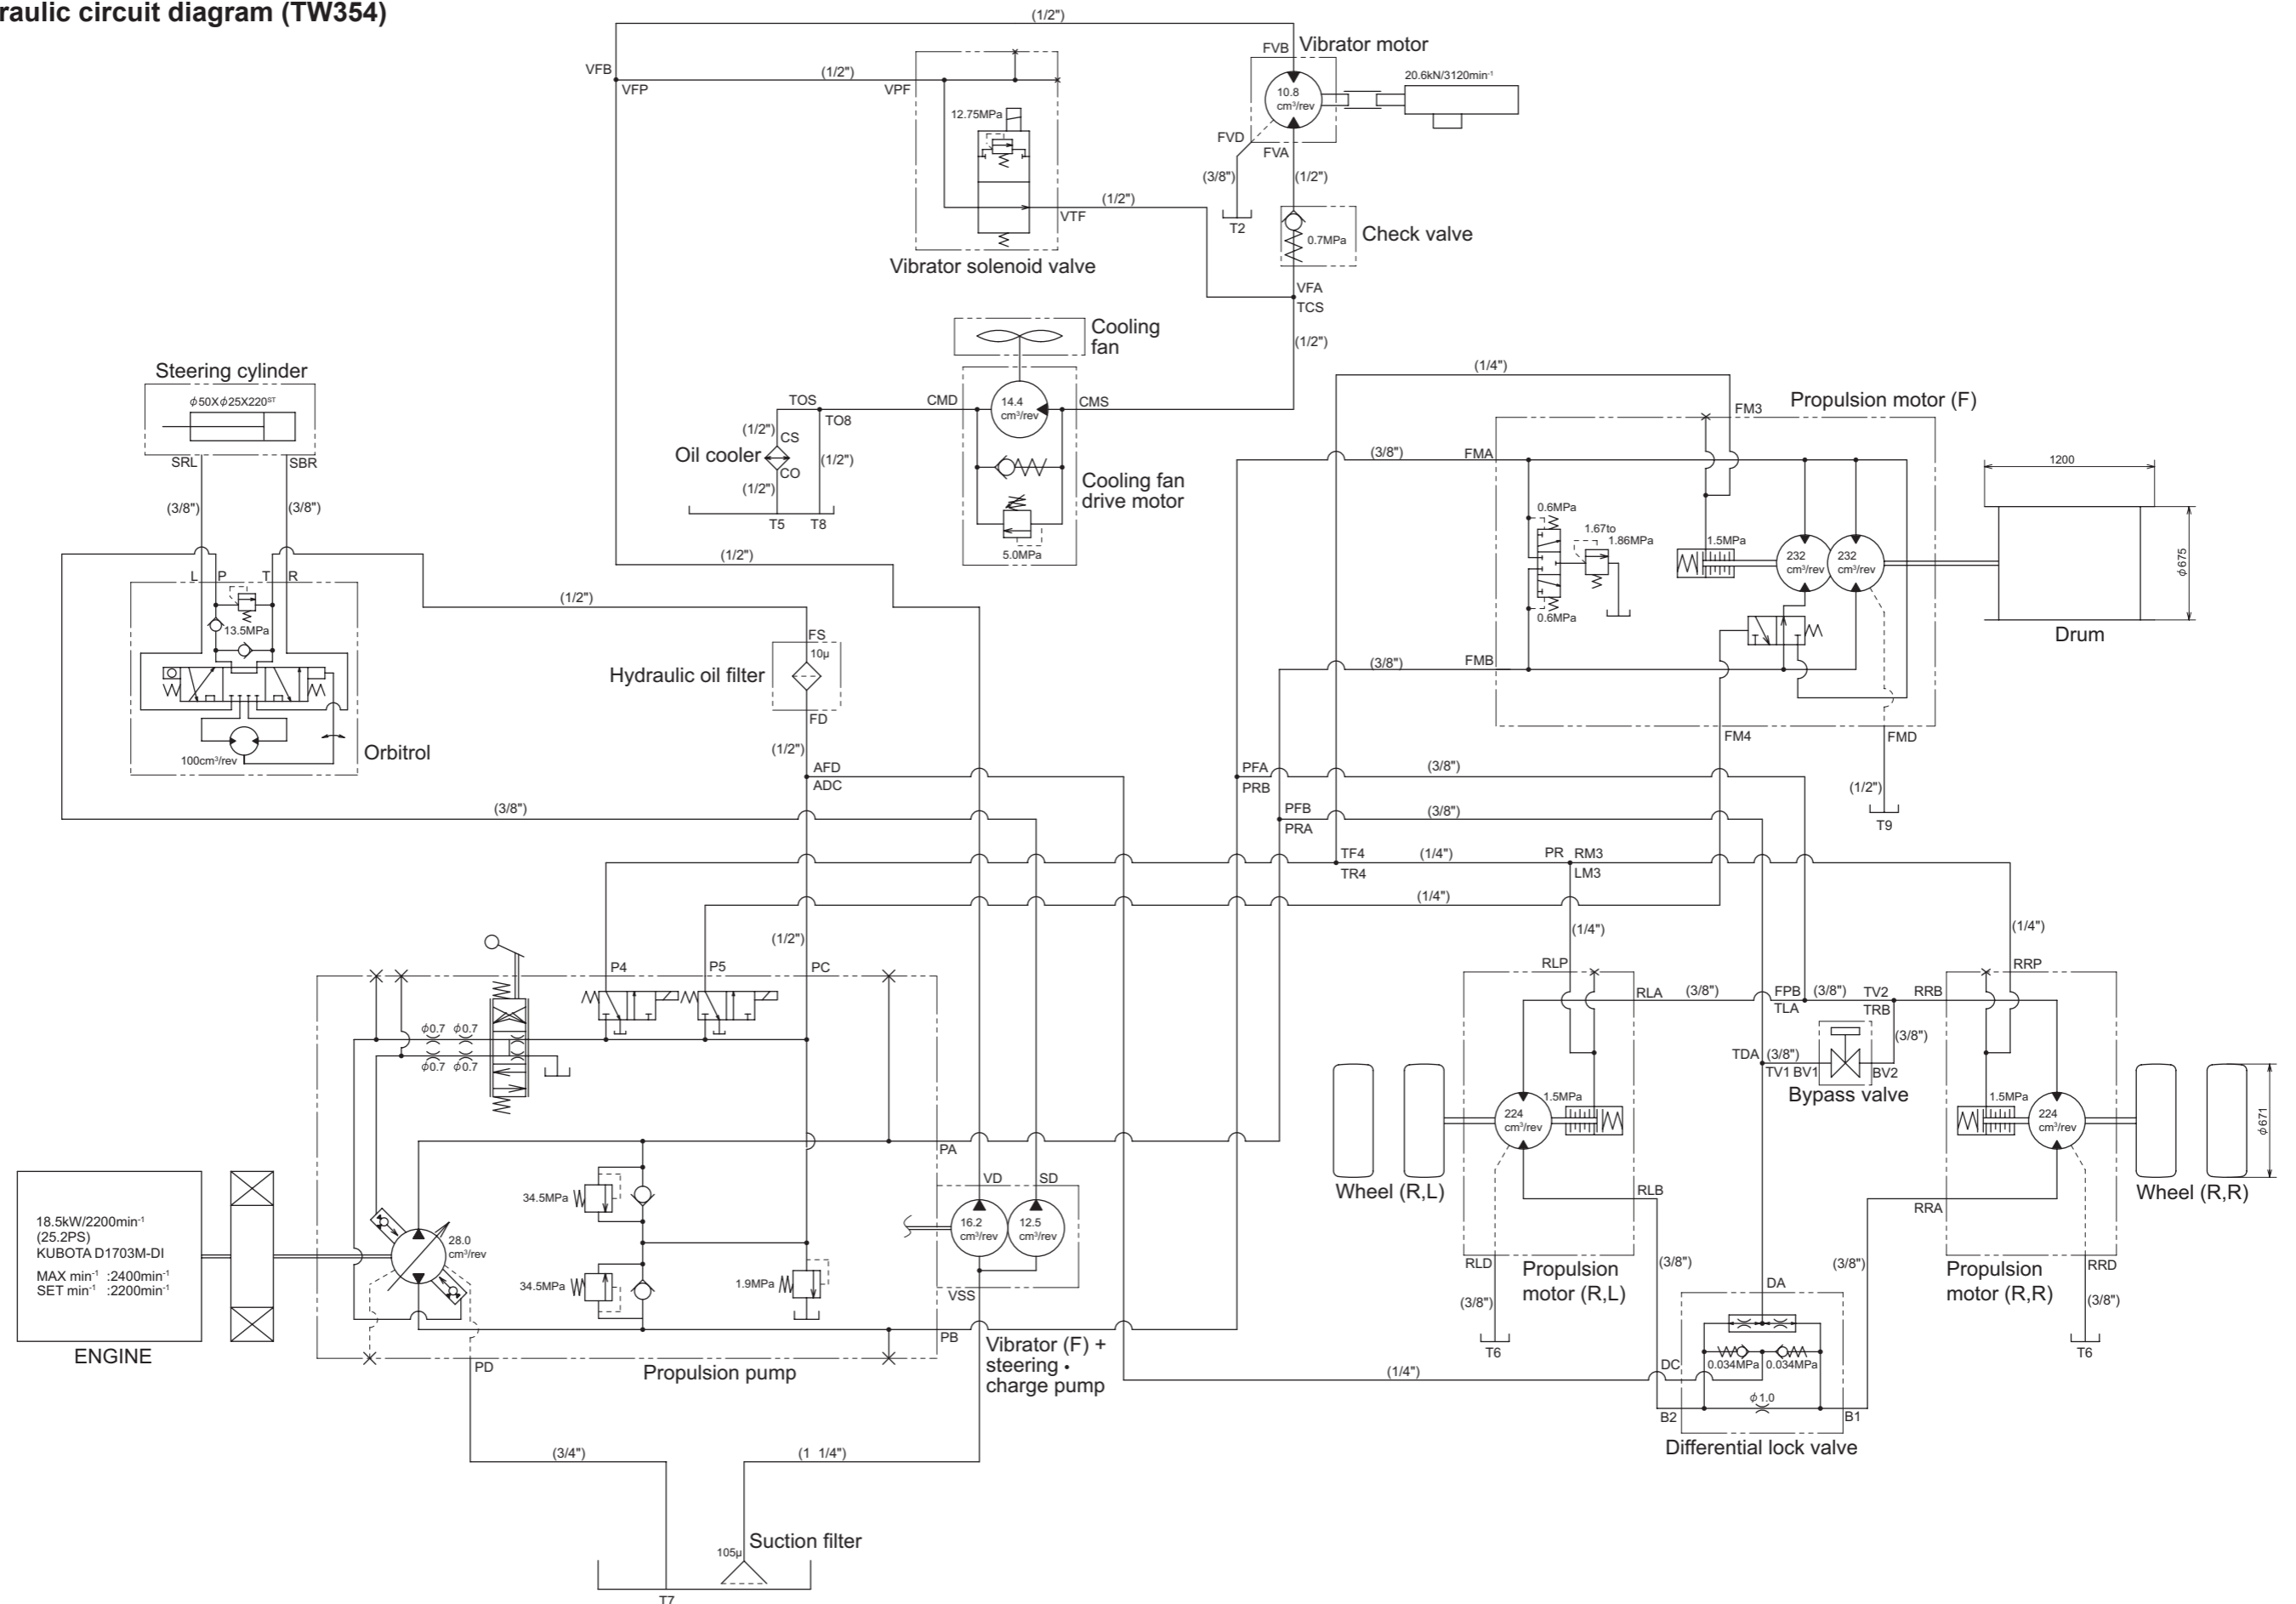 raulic circuit diagram (TW354)
(1/2")
FVB
Vibrator motor
VFB
VFP
(1/2")
VPF
10.8
cm³/rev
20.6kN/3120min⁻¹
12.75MPa
FVD
FVA
(3/8")
(1/2")
T2
VTF
(1/2")
0.7MPa
Check valve
Vibrator solenoid valve
VFA
TCS
(1/2")
Cooling
fan
Steering cylinder
φ50Xφ25X220ST
SRL
SBR
(3/8")
(3/8")
TOS
TO8
CMD
14.4
cm³/rev
CMS
(1/2")
CS
Oil cooler
CO
(1/2")
(1/2")
T5
T8
Cooling fan
drive motor
5.0MPa
(1/4")
Propulsion motor (F)
FM3
(3/8")
FMA
0.6MPa
1.67to
1.86MPa
0.6MPa
1.5MPa
232
cm³/rev
232
cm³/rev
1200
φ675
Drum
(3/8")
FMB
FM4
FMD
(1/2")
T9
(1/2")
L
P
T
R
13.5MPa
100cm³/rev
Orbitrol
(1/2")
FS
10μ
Hydraulic oil filter
FD
(1/2")
AFD
ADC
(3/8")
PFA
PRB
(3/8")
PFB
PRA
(3/8")
TF4
TR4
(1/4")
PR
RM3
LM3
(1/4")
(1/4")
(1/4")
(1/2")
P4
P5
PC
φ0.7
φ0.7
φ0.7
φ0.7
RLP
RRP
RLA
(3/8")
FPB
TLA
(3/8")
TV2
TRB
RRB
(3/8")
TDA
(3/8")
TV1
BV1
BV2
Bypass valve
1.5MPa
224
cm³/rev
1.5MPa
224
cm³/rev
φ671
Wheel (R,L)
Wheel (R,R)
RLB
RRA
PA
34.5MPa
34.5MPa
1.9MPa
28.0
cm³/rev
VD
SD
16.2
cm³/rev
12.5
cm³/rev
VSS
PB
18.5kW/2200min⁻¹
(25.2PS)
KUBOTA D1703M-DI
MAX min⁻¹ :2400min⁻¹
SET min⁻¹ :2200min⁻¹
ENGINE
PD
Propulsion pump
Vibrator (F) +
steering ・
charge pump
RLD
(3/8")
T6
Propulsion
motor (R,L)
(3/8")
(3/8")
Propulsion
motor (R,R)
RRD
(3/8")
T6
DA
DC
0.034MPa
0.034MPa
φ1.0
B2
B1
Differential lock valve
(1/4")
(3/4")
(1 1/4")
105μ
Suction filter
T7